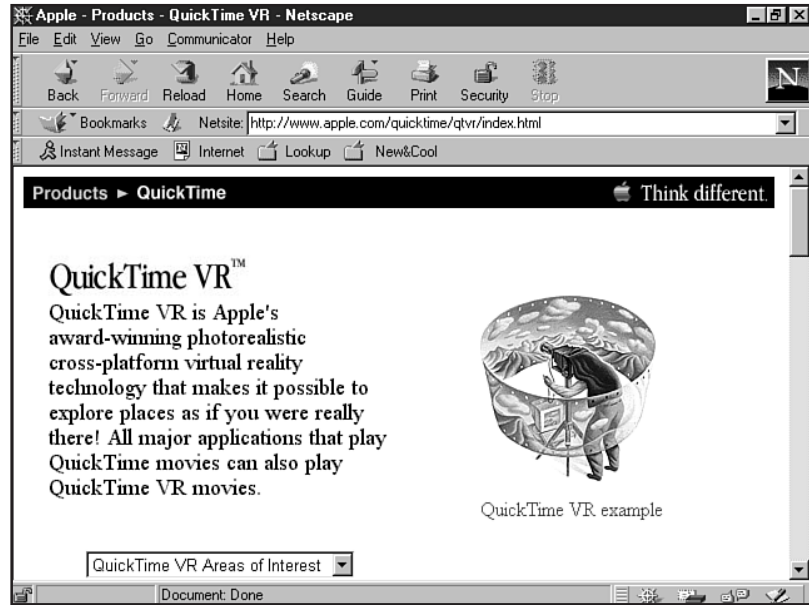 Apple - Products - QuickTime VR - Netscape
File Edit View Go Communicator Help
Back Forward Reload Home Search Guide Print Security Stop
N
Bookmarks Netsite: http://www.apple.com/quicktime/qtvr/index.html
Instant Message Internet Lookup New&Cool
Products ► QuickTime Think different.
QuickTime VR™
QuickTime VR is Apple's
award-winning photorealistic
cross-platform virtual reality
technology that makes it possible to
explore places as if you were really
there! All major applications that play
QuickTime movies can also play
QuickTime VR movies.
QuickTime VR example
QuickTime VR Areas of Interest
Document: Done